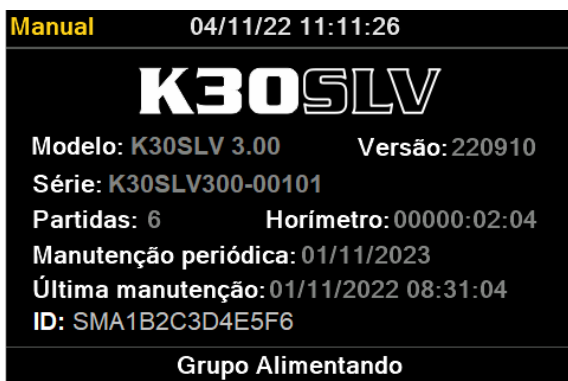 Manual 04/11/22 11:11:26
K30SLV
Modelo: K30SLV 3.00 Versão: 220910
Série: K30SLV300-00101
Partidas: 6 Horímetro: 00000:02:04
Manutenção periódica: 01/11/2023
Última manutenção: 01/11/2022 08:31:04
ID: SMA1B2C3D4E5F6
Grupo Alimentando